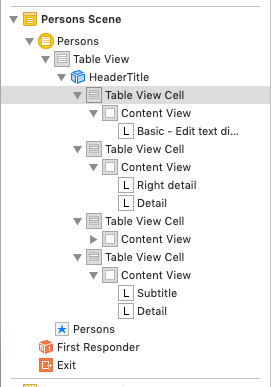 Persons Scene
Persons
Table View
HeaderTitle
Table View Cell
Content View
L Basic - Edit text di...
Table View Cell
Content View
L Right detail
L Detail
Table View Cell
Content View
Table View Cell
Content View
L Subtitle
L Detail
Persons
First Responder
Exit